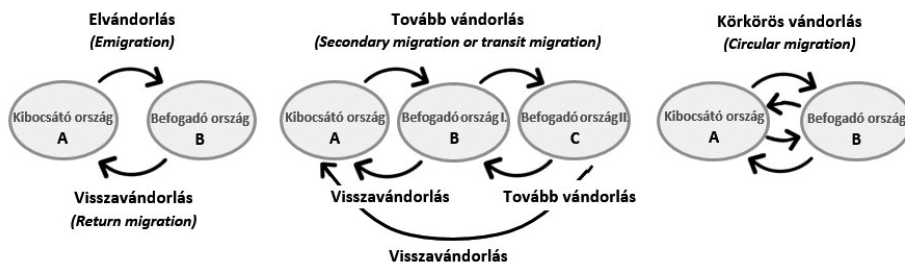 Elvándorlás
(Emigration)
Kibocsátó ország
A
Befogadó ország
B
Visszavándorlás
(Return migration)
Tovább vándorlás
(Secondary migration or transit migration)
Kibocsátó ország
A
Befogadó ország I.
B
Befogadó ország II.
C
Visszavándorlás
Tovább vándorlás
Visszavándorlás
Körkörös vándorlás
(Circular migration)
Kibocsátó ország
A
Befogadó ország
B